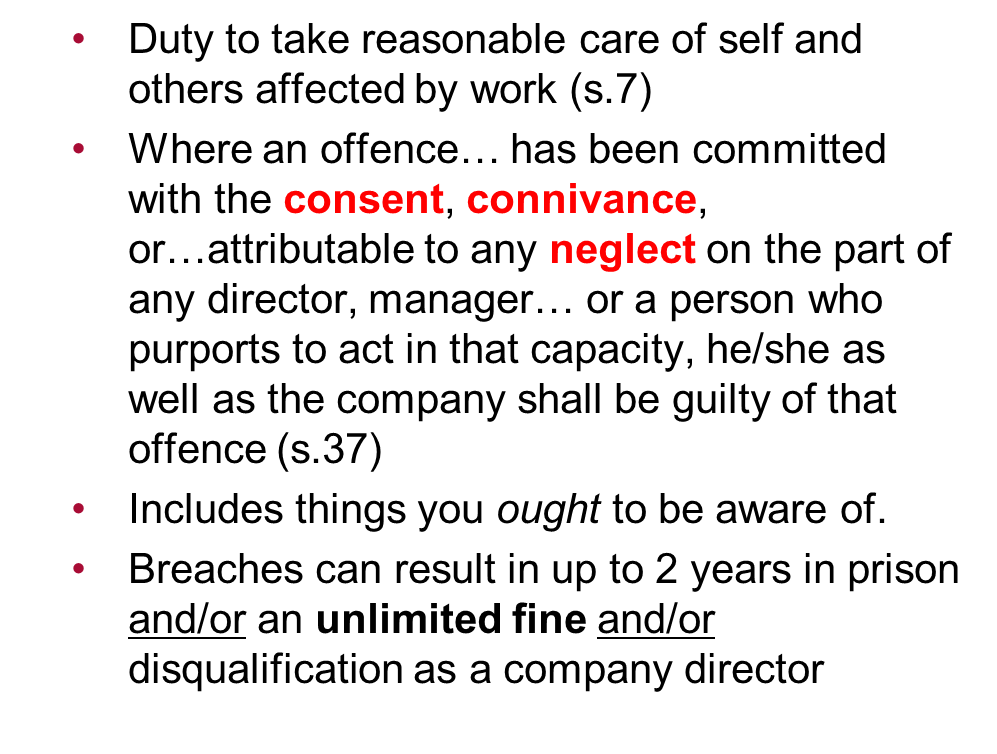 • Duty to take reasonable care of self and
others affected by work (s.7)
• Where an offence… has been committed
with the consent, connivance,
or…attributable to any neglect on the part of
any director, manager… or a person who
purports to act in that capacity, he/she as
well as the company shall be guilty of that
offence (s.37)
• Includes things you ought to be aware of.
• Breaches can result in up to 2 years in prison
and/or an unlimited fine and/or
disqualification as a company director